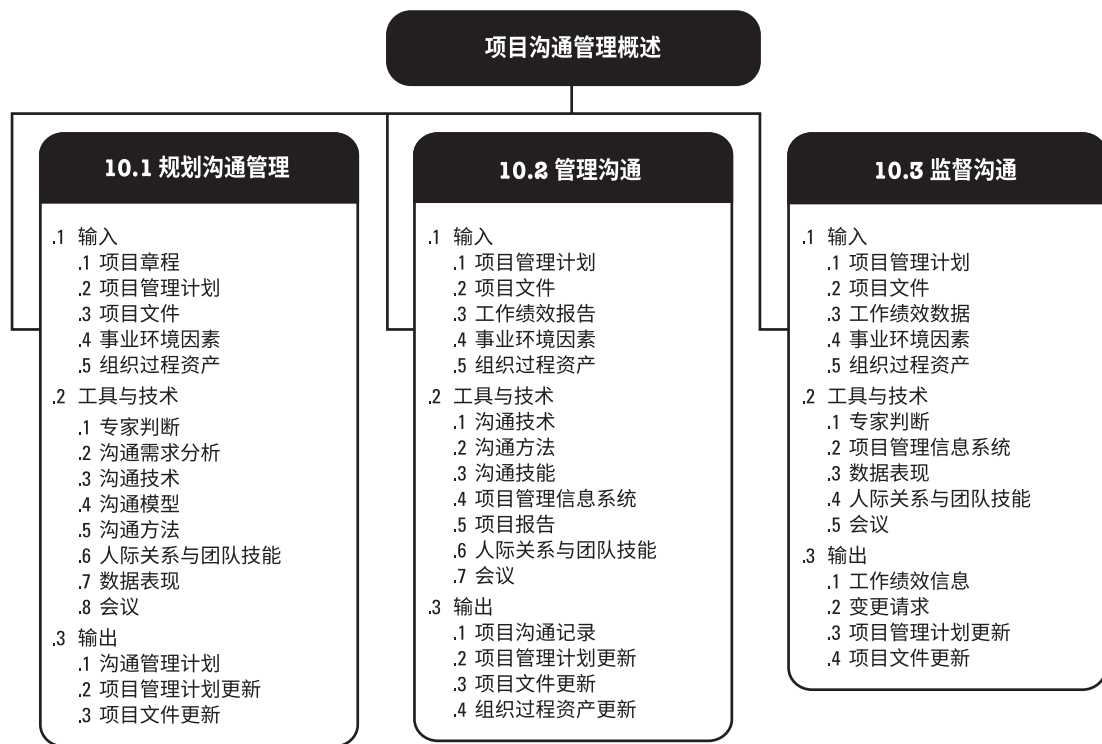 项目沟通管理概述
10.1 规划沟通管理
.1 输入
.1 项目章程
.2 项目管理计划
.3 项目文件
.4 事业环境因素
.5 组织过程资产
.2 工具与技术
.1 专家判断
.2 沟通需求分析
.3 沟通技术
.4 沟通模型
.5 沟通方法
.6 人际关系与团队技能
.7 数据表现
.8 会议
.3 输出
.1 沟通管理计划
.2 项目管理计划更新
.3 项目文件更新
10.2 管理沟通
.1 输入
.1 项目管理计划
.2 项目文件
.3 工作绩效报告
.4 事业环境因素
.5 组织过程资产
.2 工具与技术
.1 沟通技术
.2 沟通方法
.3 沟通技能
.4 项目管理信息系统
.5 项目报告
.6 人际关系与团队技能
.7 会议
.3 输出
.1 项目沟通记录
.2 项目管理计划更新
.3 项目文件更新
.4 组织过程资产更新
10.3 监督沟通
.1 输入
.1 项目管理计划
.2 项目文件
.3 工作绩效数据
.4 事业环境因素
.5 组织过程资产
.2 工具与技术
.1 专家判断
.2 项目管理信息系统
.3 数据表现
.4 人际关系与团队技能
.5 会议
.3 输出
.1 工作绩效信息
.2 变更请求
.3 项目管理计划更新
.4 项目文件更新